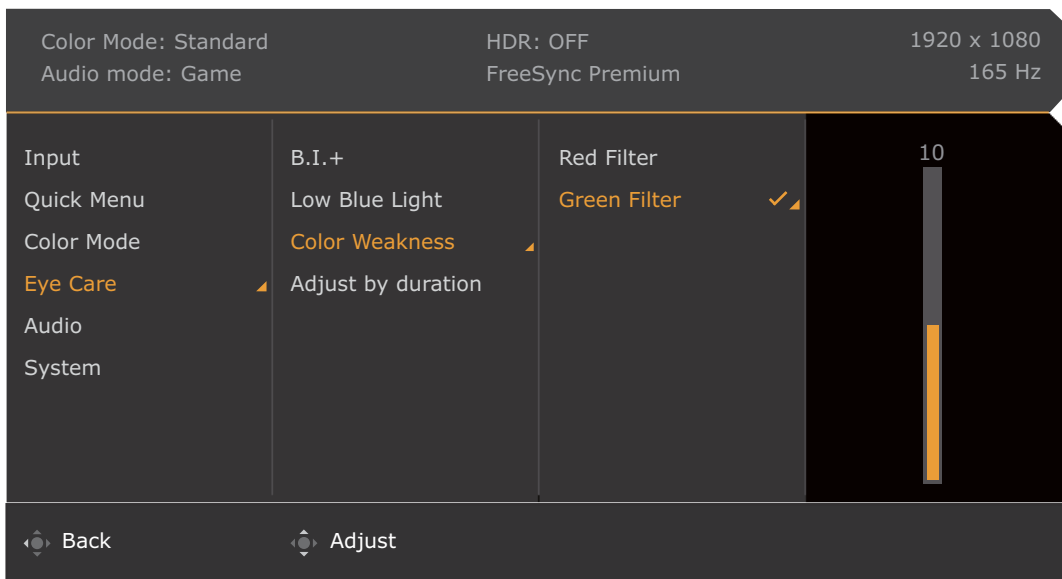 Color Mode: Standard
HDR: OFF
1920 x 1080
Audio mode: Game
FreeSync Premium
165 Hz
Input
Quick Menu
Color Mode
Eye Care
Audio
System
B.I.+
Low Blue Light
Color Weakness
Adjust by duration
Red Filter
Green Filter
10
Back
Adjust